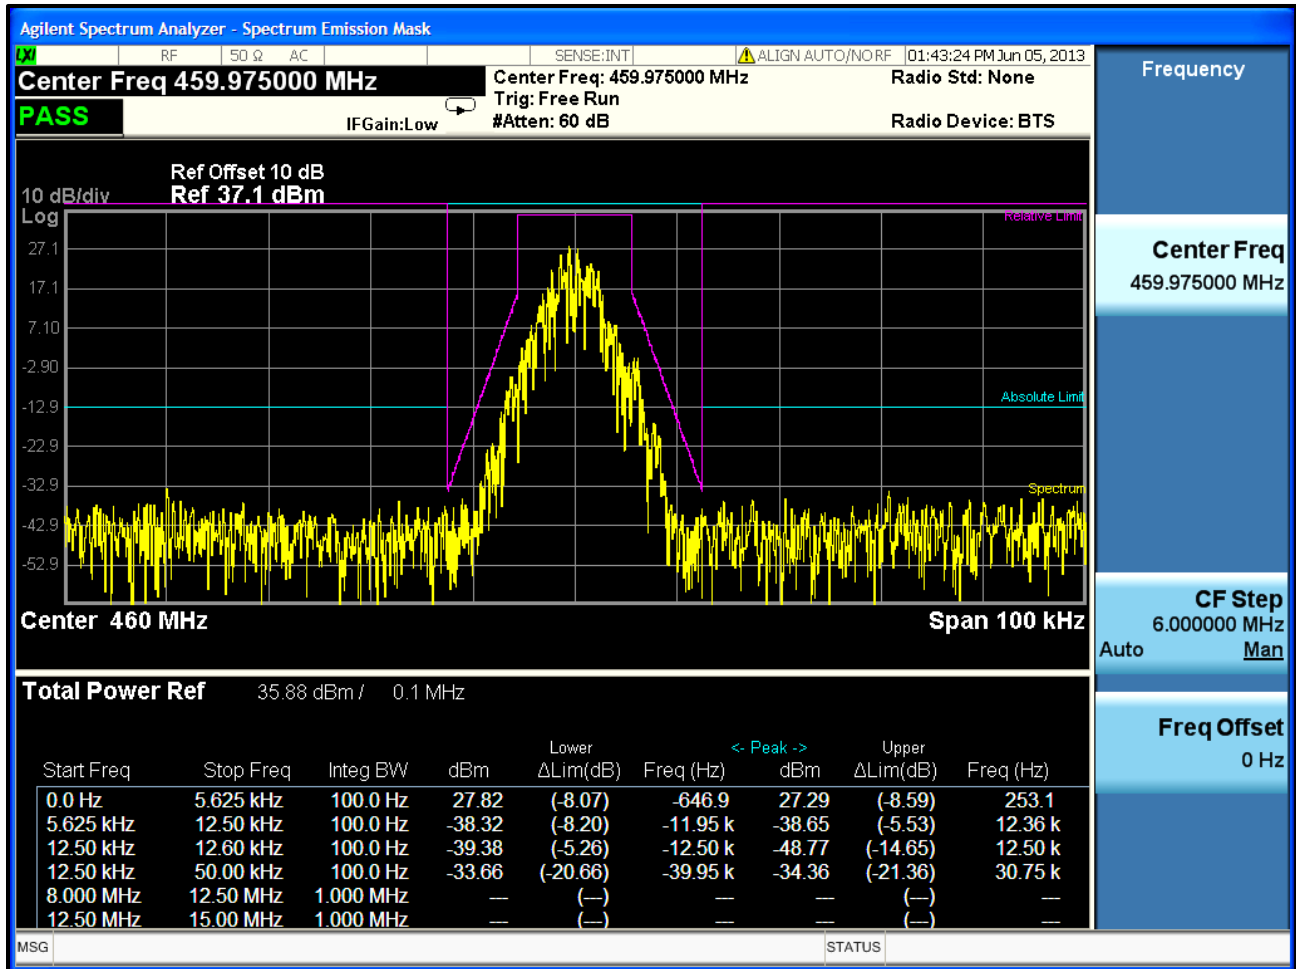 Agilent Spectrum Analyzer - Spectrum Emission Mask
LXI RF 50 Ω AC SENSE:INT ALIGN AUTO/NO RF 01:43:24 PM Jun 05, 2013
Center Freq 459.975000 MHz Center Freq: 459.975000 MHz Radio Std: None
Trig: Free Run
PASS IFGain:Low #Atten: 60 dB Radio Device: BTS
Ref Offset 10 dB
10 dB/div Ref 37.1 dBm
Log
Relative Limit
27.1
17.1
7.10
-2.90
Absolute Limit
-12.9
-22.9
-32.9
Spectrum
-42.9
-52.9
Center 460 MHz Span 100 kHz
Total Power Ref 35.88 dBm / 0.1 MHz
Lower <- Peak -> Upper
Start Freq Stop Freq Integ BW dBm ΔLim(dB) Freq (Hz) dBm ΔLim(dB) Freq (Hz)
0.0 Hz 5.625 kHz 100.0 Hz 27.82 (-8.07) -646.9 27.29 (-8.59) 253.1
5.625 kHz 12.50 kHz 100.0 Hz -38.32 (-8.20) -11.95 k -38.65 (-5.53) 12.36 k
12.50 kHz 12.60 kHz 100.0 Hz -39.38 (-5.26) -12.50 k -48.77 (-14.65) 12.50 k
12.50 kHz 50.00 kHz 100.0 Hz -33.66 (-20.66) -39.95 k -34.36 (-21.36) 30.75 k
8.000 MHz 12.50 MHz 1.000 MHz --- (---) --- --- (---) ---
12.50 MHz 15.00 MHz 1.000 MHz --- (---) --- --- (---) ---
MSG STATUS
Frequency
Center Freq
459.975000 MHz
CF Step
6.000000 MHz
Auto Man
Freq Offset
0 Hz